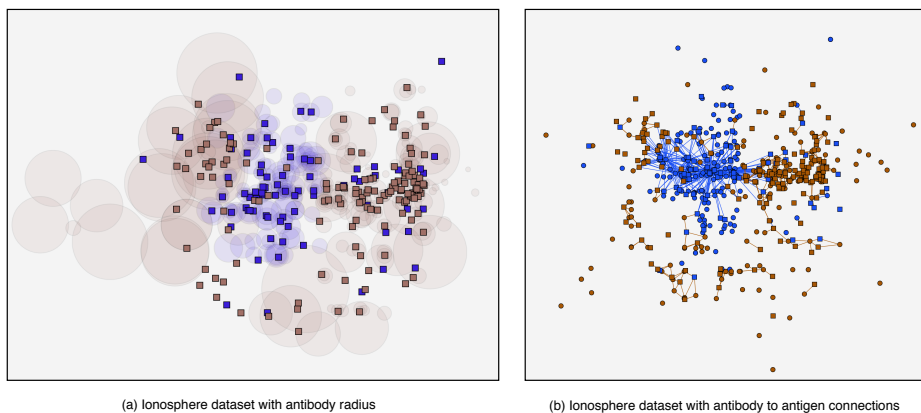 (a) Ionosphere dataset with antibody radius
(b) Ionosphere dataset with antibody to antigen connections